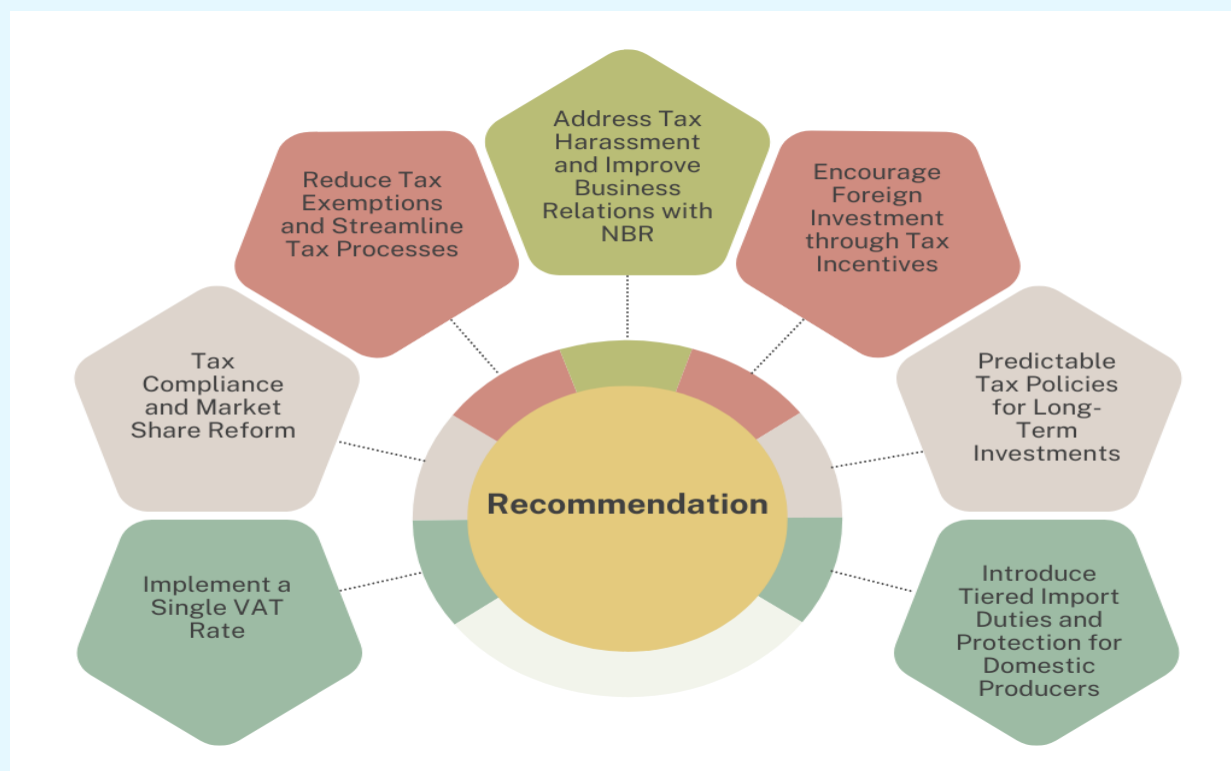 Address Tax
Harassment
and Improve
Business
Relations with
NBR
Reduce Tax
Exemptions
and Streamline
Tax Processes
Encourage
Foreign
Investment
through Tax
Incentives
Tax
Compliance
and Market
Share Reform
Predictable
Tax Policies
for Long-
Term
Investments
Recommendation
Implement a
Single VAT
Rate
Introduce
Tiered Import
Duties and
Protection for
Domestic
Producers